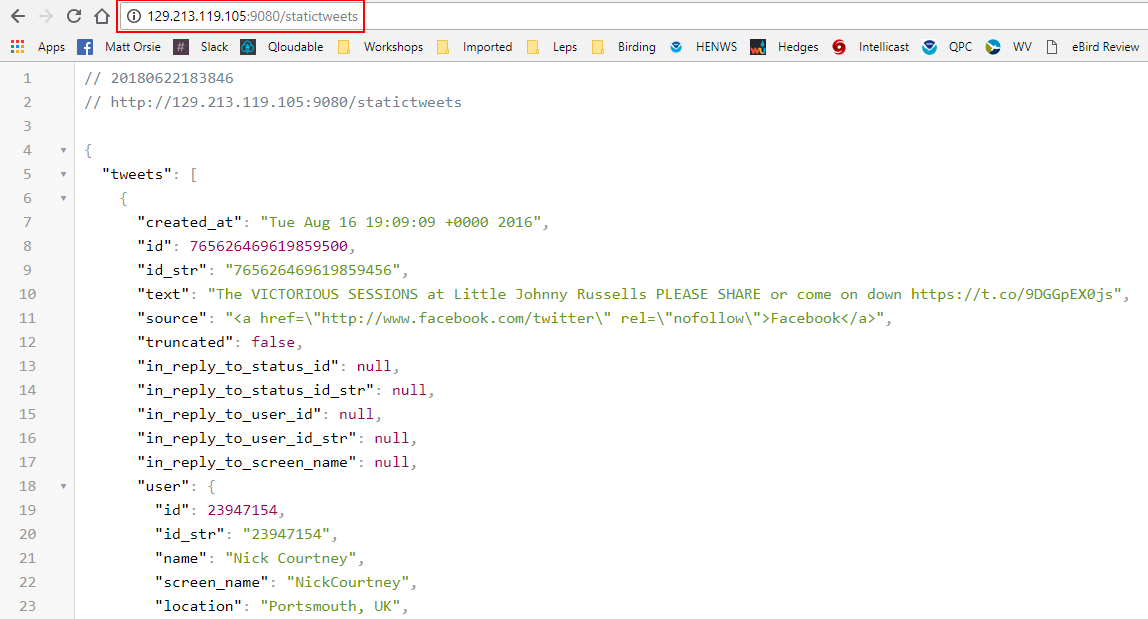 129.213.119.105:9080/statictweets
Apps Matt Orsie Slack Qloudable Workshops Imported Leps Birding HENWS Hedges Intellicast QPC WV eBird Review
1 // 20180622183846
2 // http://129.213.119.105:9080/statictweets
3
4 {
5 "tweets": [
6 {
7 "created_at": "Tue Aug 16 19:09:09 +0000 2016",
8 "id": 765626469619859500,
9 "id_str": "765626469619859456",
10 "text": "The VICTORIOUS SESSIONS at Little Johnny Russells PLEASE SHARE or come on down https://t.co/9DGGpEX0js",
11 "source": "<a href=\"http://www.facebook.com/twitter\" rel=\"nofollow\">Facebook</a>",
12 "truncated": false,
13 "in_reply_to_status_id": null,
14 "in_reply_to_status_id_str": null,
15 "in_reply_to_user_id": null,
16 "in_reply_to_user_id_str": null,
17 "in_reply_to_screen_name": null,
18 "user": {
19 "id": 23947154,
20 "id_str": "23947154",
21 "name": "Nick Courtney",
22 "screen_name": "NickCourtney",
23 "location": "Portsmouth, UK",